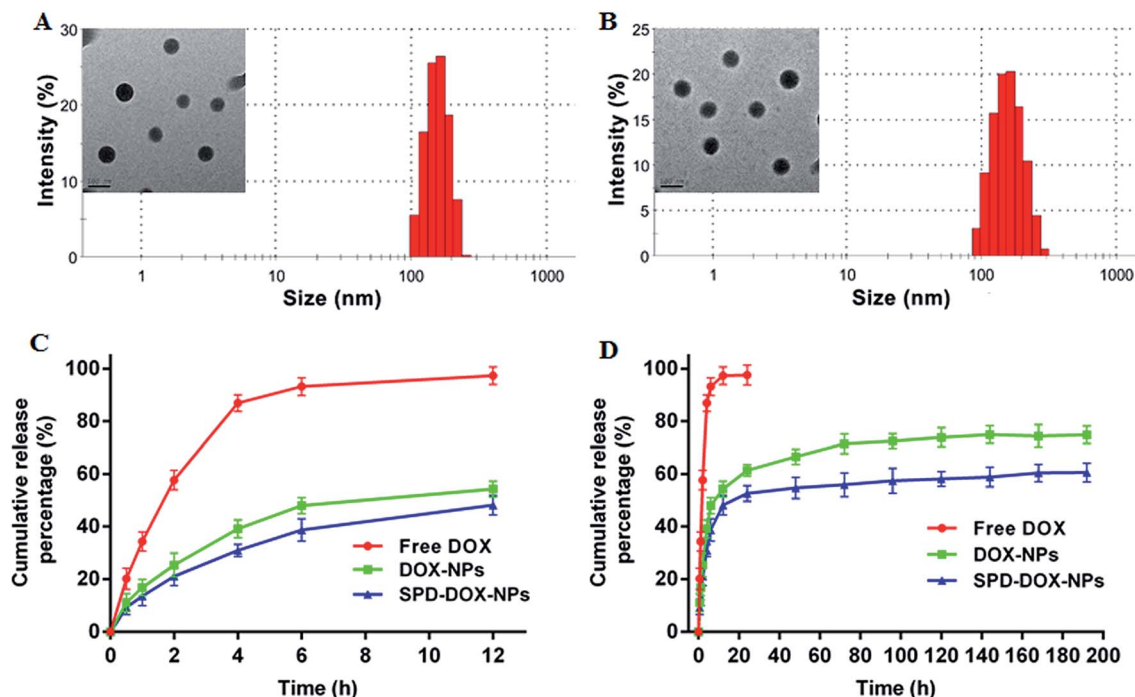 A
30
20
10
0
Intensity (%)
1
10
100
1000
Size (nm)
B
25
20
15
10
5
0
Intensity (%)
1
10
100
1000
Size (nm)
C
100
80
60
40
20
0
Cumulative release
percentage (%)
Free DOX
DOX-NPs
SPD-DOX-NPs
0 2 4 6 8 10 12
Time (h)
D
100
80
60
40
20
0
Cumulative release
percentage (%)
Free DOX
DOX-NPs
SPD-DOX-NPs
0 20 40 60 80 100 120 140 160 180 200
Time (h)